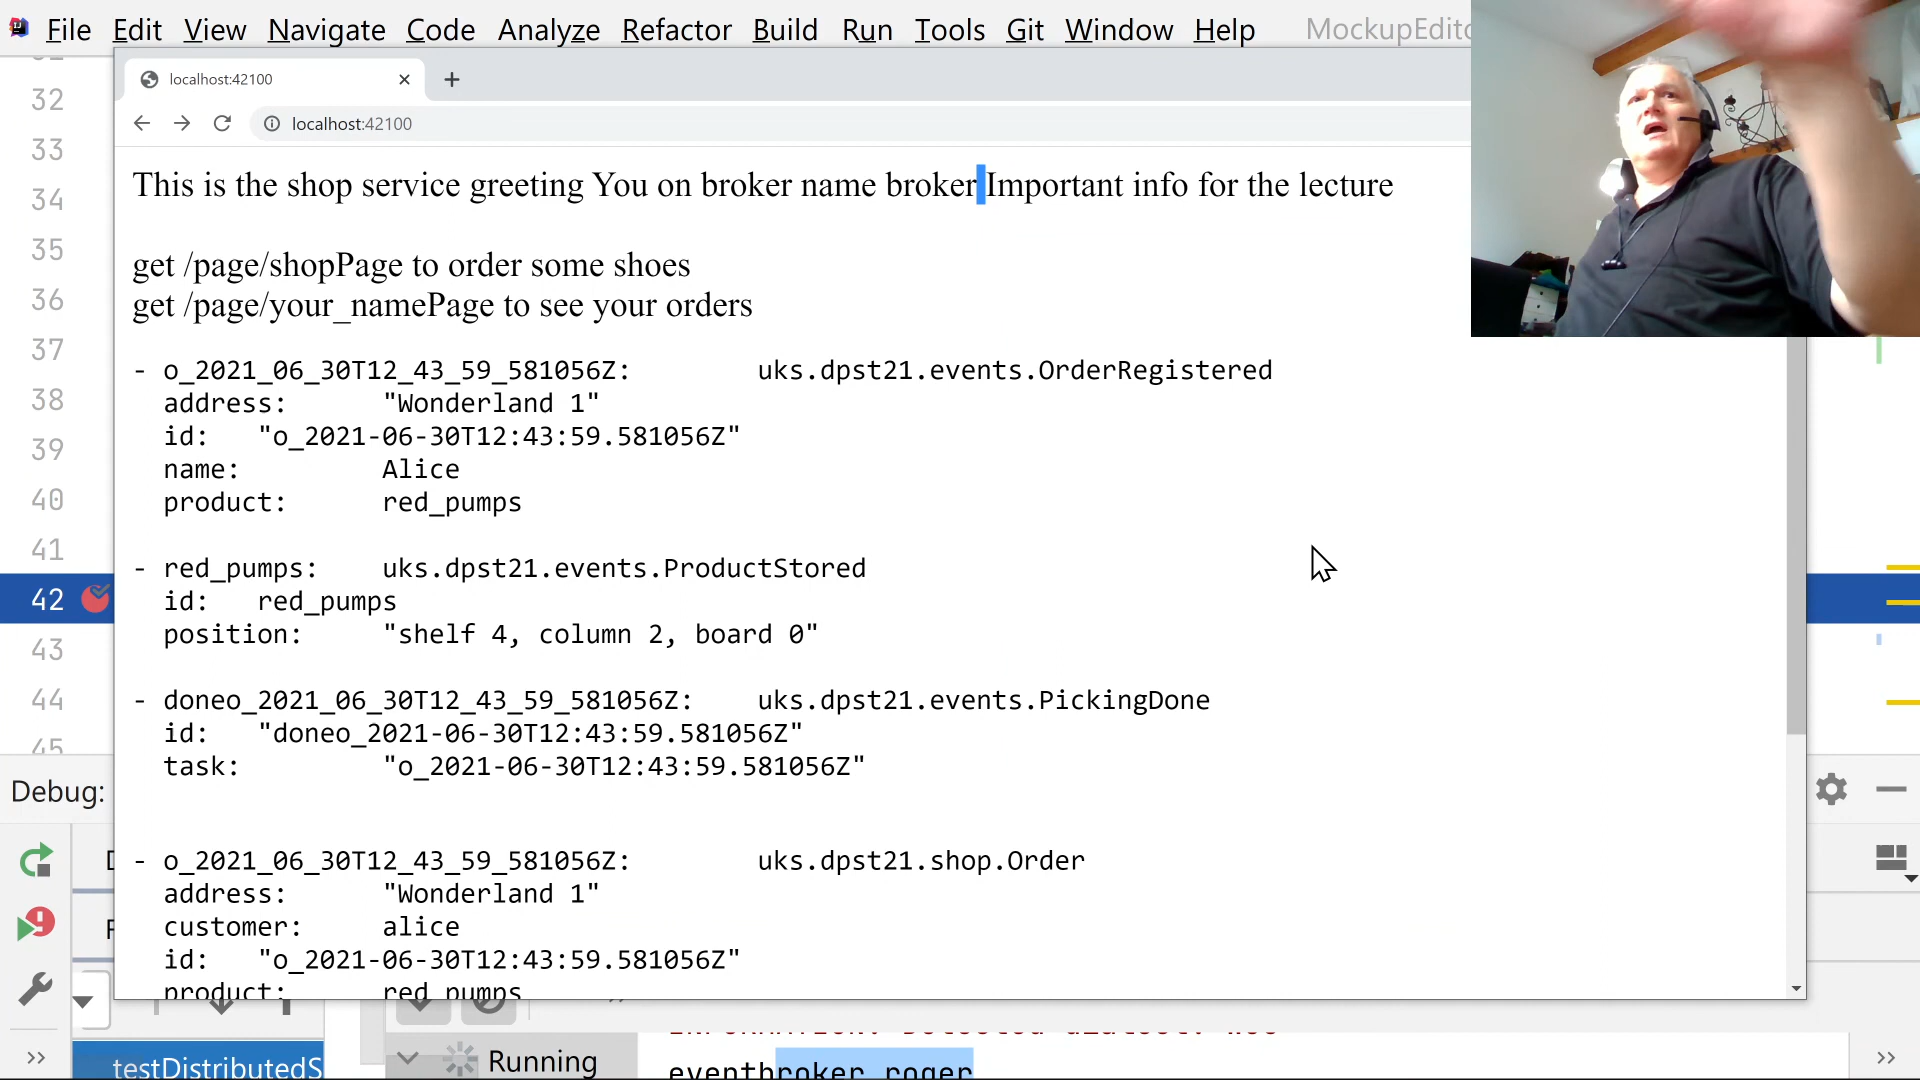 File Edit View Navigate Code Analyze Refactor Build Run Tools Git Help MockupEdito
localhost:42100
localhost:42100
32
33
34
35
36
37
38
39
40
41
42
43
44
45
This is the shop service greeting You on broker name broker Important info for the lecture
get /page/shopPage to order some shoes
get /page/your_namePage to see your orders
- o_2021_06_30T12_43_59_581056Z: uks.dpst21.events.OrderRegistered
address: "Wonderland 1"
id: "o_2021-06-30T12:43:59.581056Z"
name: Alice
product: red_pumps
- red_pumps: uks.dpst21.events.ProductStored
id: red_pumps
position: "shelf 4, column 2, board 0"
- doneo_2021_06_30T12_43_59_581056Z: uks.dpst21.events.PickingDone
id: "doneo_2021-06-30T12:43:59.581056Z"
task: "o_2021-06-30T12:43:59.581056Z"
- o_2021_06_30T12_43_59_581056Z: uks.dpst21.shop.Order
address: "Wonderland 1"
customer: alice
id: "o_2021-06-30T12:43:59.581056Z"
product: red_pumps
Debug:
9
testDistributedS
Running
eventbroker roger